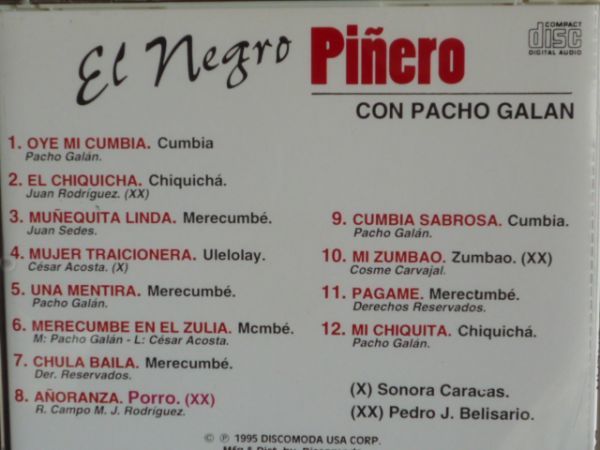 El Negro Piñero
CON PACHO GALAN
COMPACT
disc
DIGITAL AUDIO
1. OYE MI CUMBIA. Cumbia
Pacho Galán.
2. EL CHIQUICHA. Chiquichá.
Juan Rodríguez. (XX)
3. MUÑEQUITA LINDA. Merecumbé.
Juan Sedes.
4. MUJER TRAICIONERA. Ulelolay.
César Acosta. (X)
5. UNA MENTIRA. Merecumbé.
Pacho Galán.
6. MERECUMBE EN EL ZULIA. Mcmbé.
M: Pacho Galán - L: César Acosta.
7. CHULA BAILA. Merecumbé.
Der. Reservados.
8. AÑORANZA. Porro. (XX)
R. Campo M. J. Rodríguez.
9. CUMBIA SABROSA. Cumbia.
Pacho Galán.
10. MI ZUMBAO. Zumbao. (XX)
Cosme Carvajal.
11. PAGAME. Merecumbé.
Derechos Reservados.
12. MI CHIQUITA. Chiquichá.
Pacho Galán.
(X) Sonora Caracas.
(XX) Pedro J. Belisario.
© ℗ 1995 DISCOMODA USA CORP.
Mfg & Dist. by